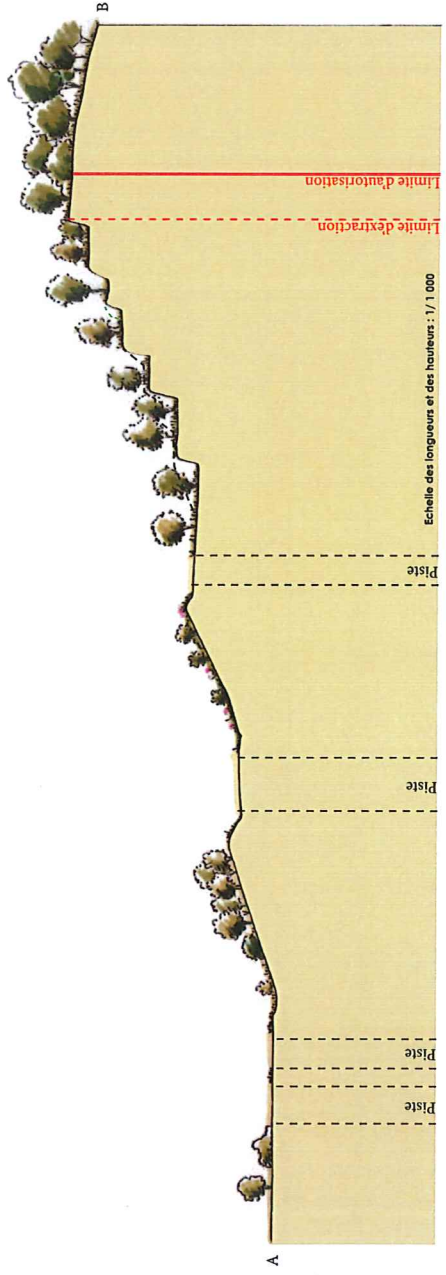 A
Piste
Piste
Piste
Piste
Limite d'extraction
Limite d'autorisation
B
Echelle des longueurs et des hauteurs : 1/ 1 000